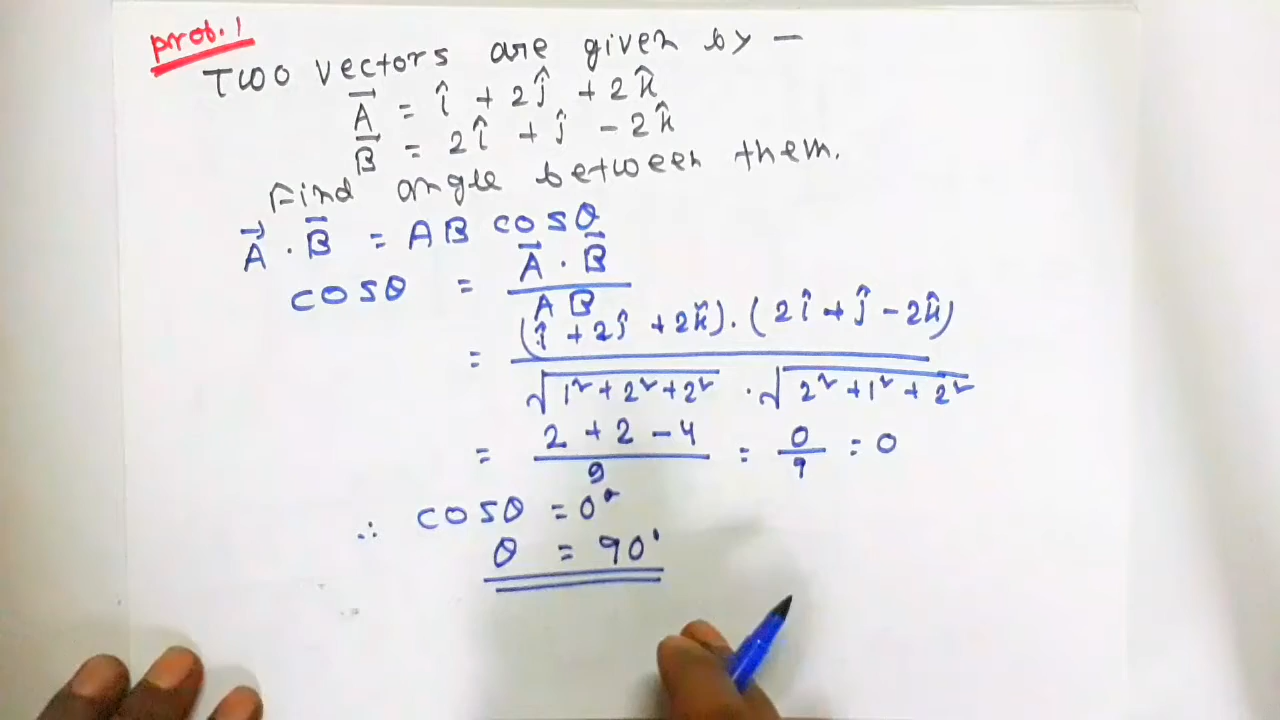 prob. 1
Two vectors are given by –
A⃗ = î + 2ĵ + 2k̂
B⃗ = 2î + ĵ - 2k̂
Find angle between them.
A⃗ . B⃗ = AB cosθ
cosθ = A⃗ . B⃗ / AB
= (î + 2ĵ + 2k̂) . (2î + ĵ - 2k̂) / √(1² + 2² + 2²) . √(2² + 1² + 2²)
= 2 + 2 - 4 / 9 = 0 / 9 = 0
∴ cosθ = 0°
θ = 90°